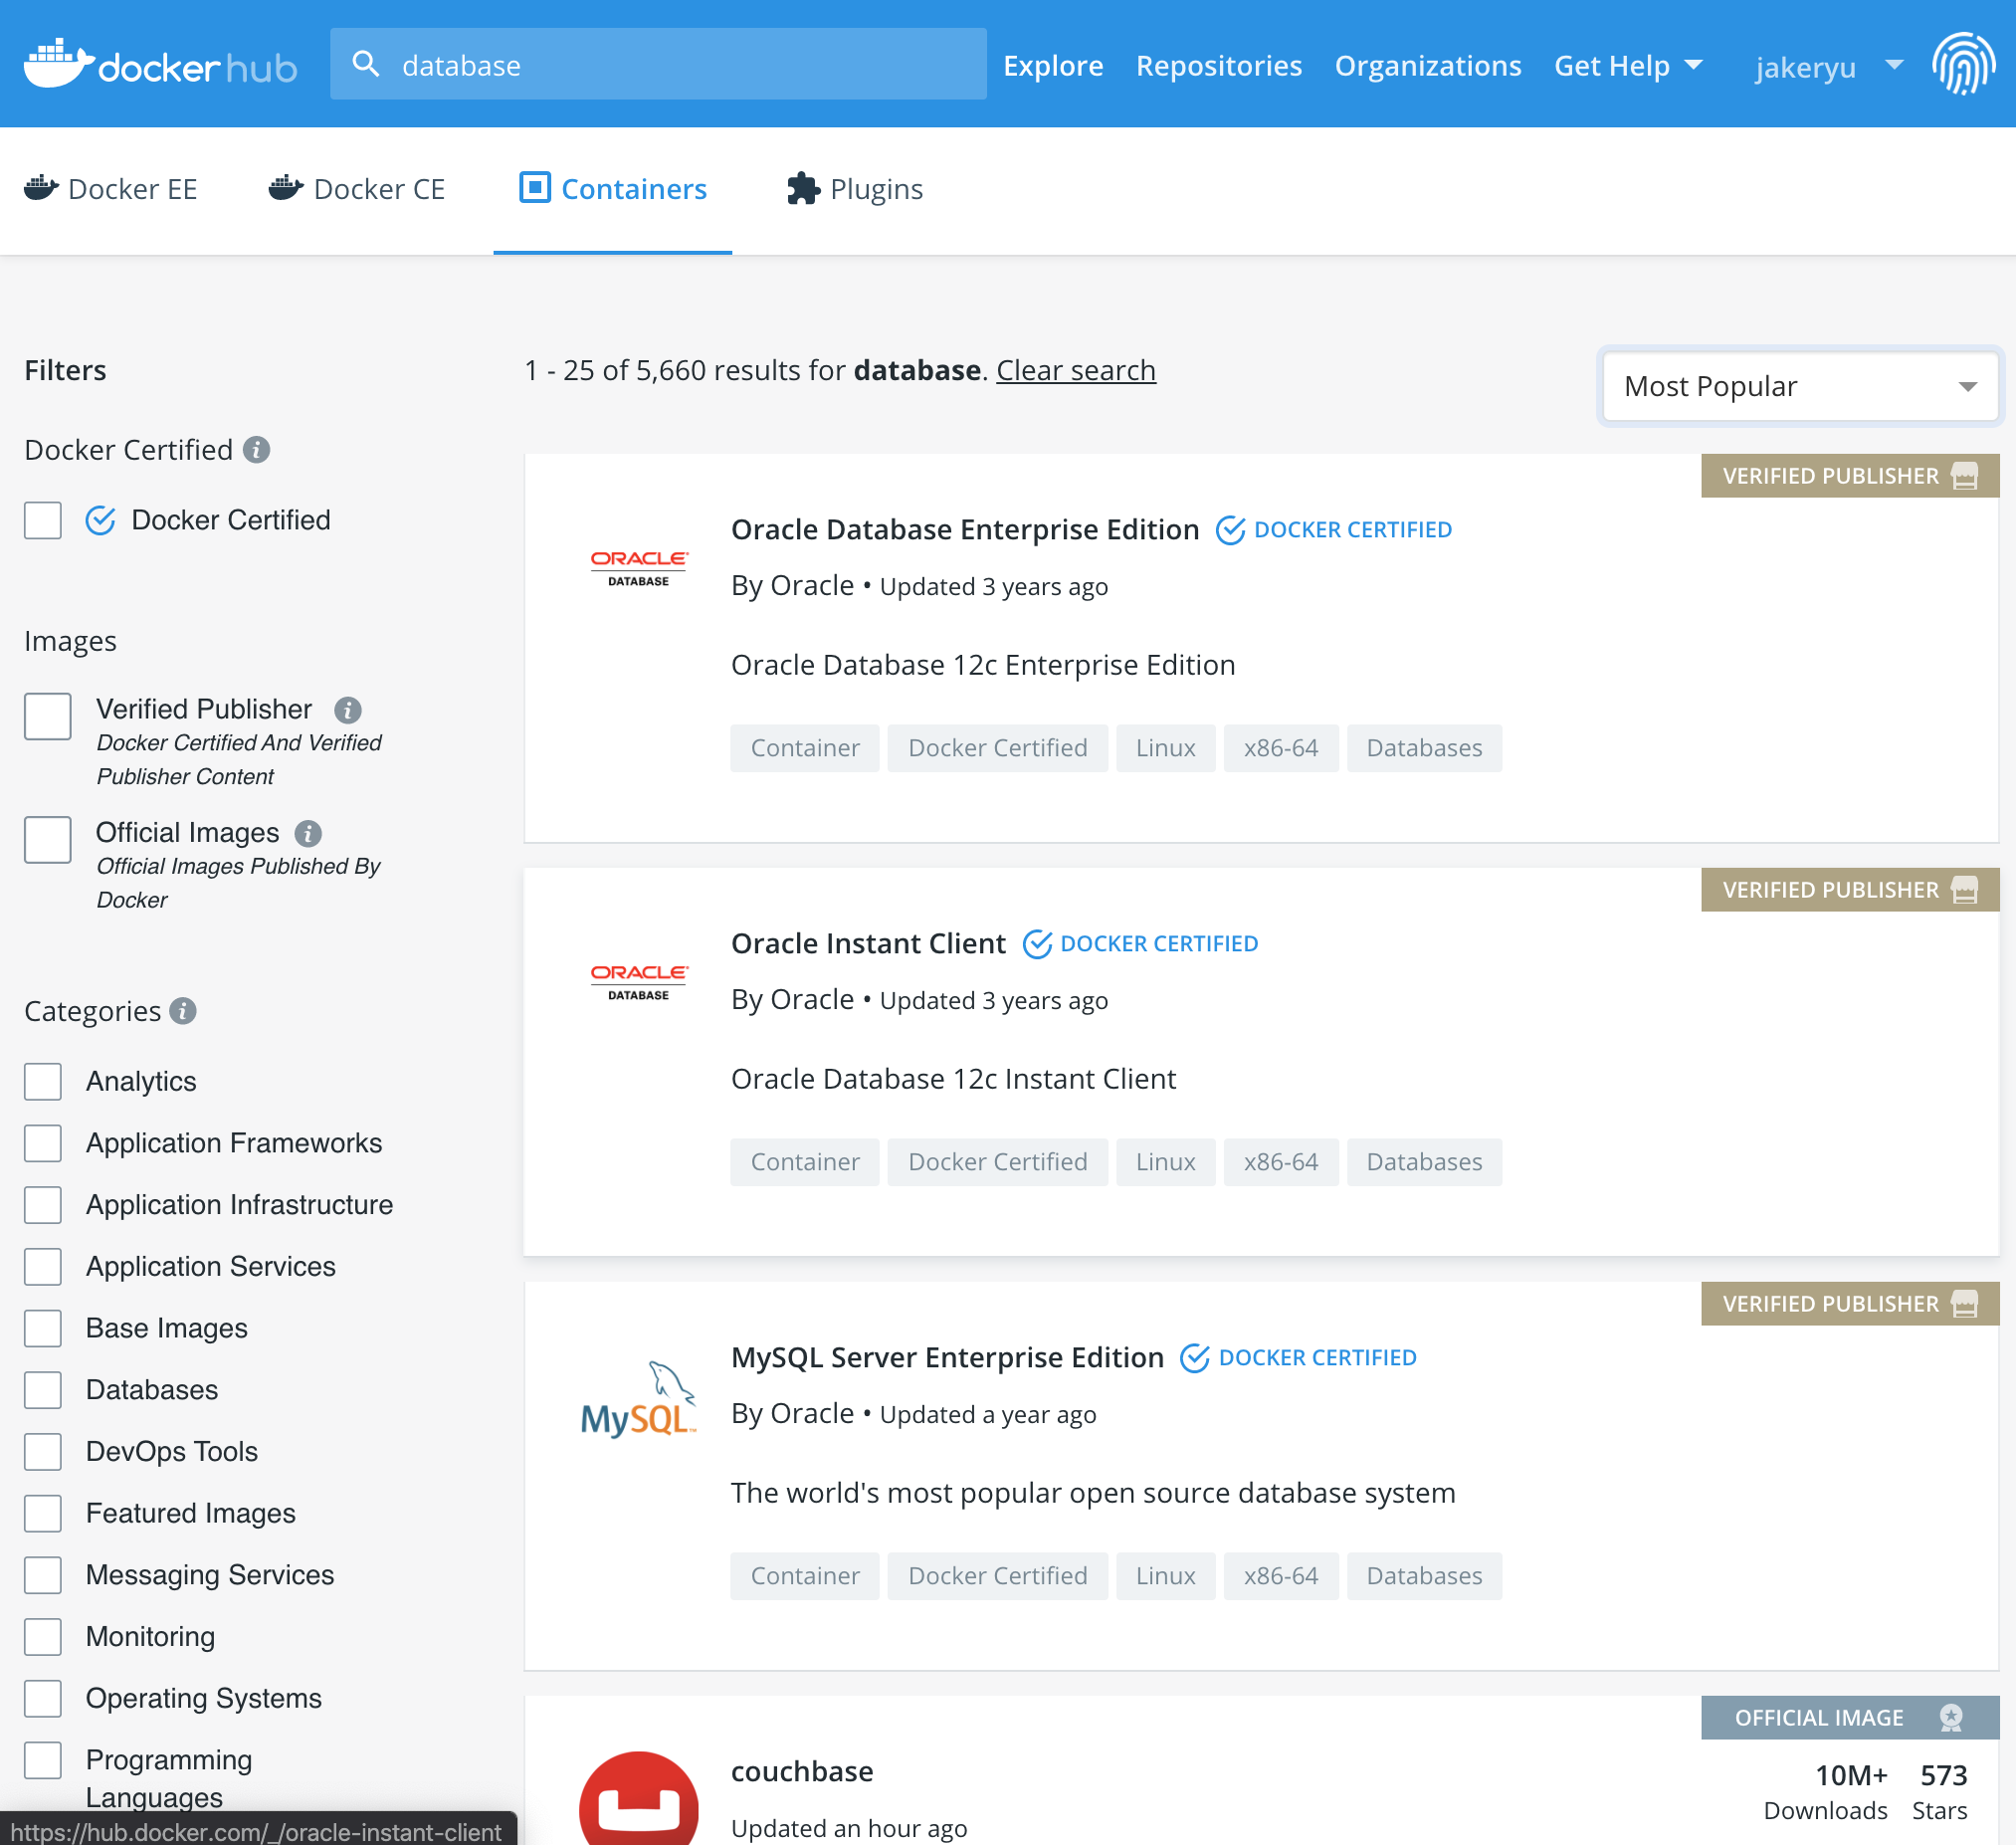 docker hub
database
Explore Repositories Organizations Get Help jakeryu
Docker EE Docker CE Containers Plugins
Filters
1 - 25 of 5,660 results for database. Clear search
Most Popular
Docker Certified
Docker Certified
Images
Verified Publisher
Docker Certified And Verified
Publisher Content
Official Images
Official Images Published By
Docker
Categories
Analytics
Application Frameworks
Application Infrastructure
Application Services
Base Images
Databases
DevOps Tools
Featured Images
Messaging Services
Monitoring
Operating Systems
Programming
Languages
https://hub.docker.com/_/oracle-instant-client
VERIFIED PUBLISHER
ORACLE
DATABASE
Oracle Database Enterprise Edition DOCKER CERTIFIED
By Oracle • Updated 3 years ago
Oracle Database 12c Enterprise Edition
Container Docker Certified Linux x86-64 Databases
VERIFIED PUBLISHER
ORACLE
DATABASE
Oracle Instant Client DOCKER CERTIFIED
By Oracle • Updated 3 years ago
Oracle Database 12c Instant Client
Container Docker Certified Linux x86-64 Databases
VERIFIED PUBLISHER
MySQL™
MySQL Server Enterprise Edition DOCKER CERTIFIED
By Oracle • Updated a year ago
The world's most popular open source database system
Container Docker Certified Linux x86-64 Databases
OFFICIAL IMAGE
couchbase
Updated an hour ago
10M+ 573
Downloads Stars